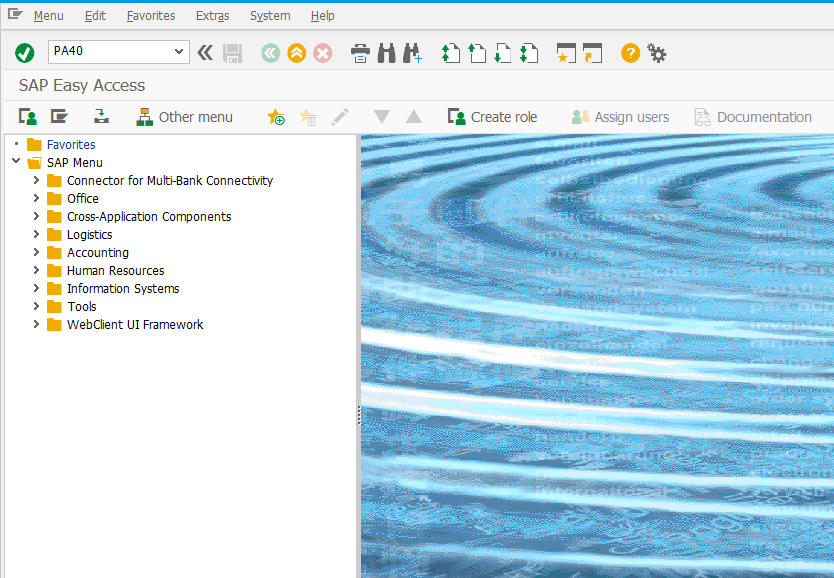 Menu Edit Favorites Extras System Help
PA40
SAP Easy Access
Other menu Create role Assign users Documentation
Favorites
SAP Menu
Connector for Multi-Bank Connectivity
Office
Cross-Application Components
Logistics
Accounting
Human Resources
Information Systems
Tools
WebClient UI Framework